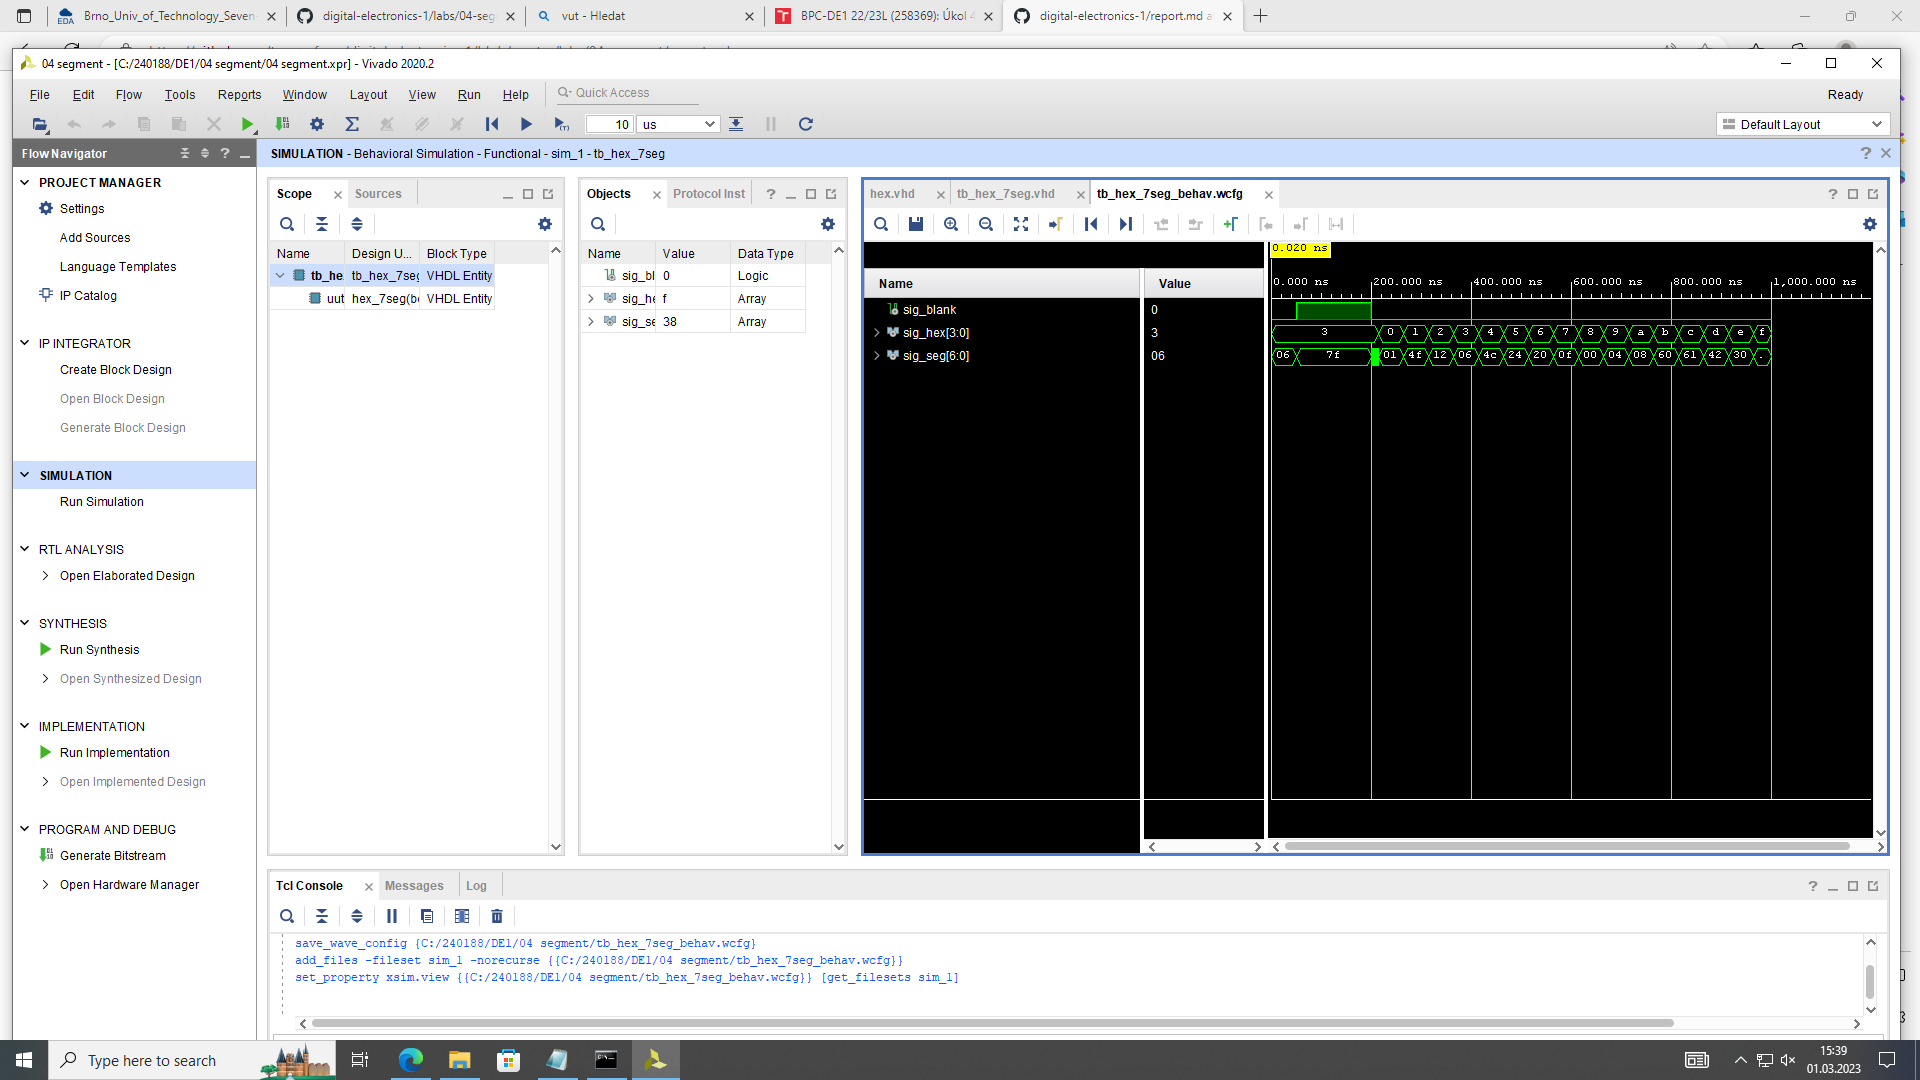 Brno_Univ_of_Technology_Seven-
digital-electronics-1/labs/04-seg
vut - Hledat
BPC-DE1 22/23L (258369): Úkol 4
digital-electronics-1/report.md a
04 segment - [C:/240188/DE1/04 segment/04 segment.xpr] - Vivado 2020.2
File Edit Flow Tools Reports Window Layout View Run Help Quick Access Ready
10 us Default Layout
Flow Navigator
SIMULATION - Behavioral Simulation - Functional - sim_1 - tb_hex_7seg
PROJECT MANAGER
Settings
Add Sources
Language Templates
IP Catalog
IP INTEGRATOR
Create Block Design
Open Block Design
Generate Block Design
SIMULATION
Run Simulation
RTL ANALYSIS
Open Elaborated Design
SYNTHESIS
Run Synthesis
Open Synthesized Design
IMPLEMENTATION
Run Implementation
Open Implemented Design
PROGRAM AND DEBUG
Generate Bitstream
Open Hardware Manager
Scope Sources
Name Design U... Block Type
tb_he: tb_hex_7seg VHDL Entity
uut hex_7seg(be VHDL Entity
Objects Protocol Inst
Name Value Data Type
sig_bl 0 Logic
sig_he f Array
sig_se 38 Array
hex.vhd tb_hex_7seg.vhd tb_hex_7seg_behav.wcfg
0.020 ns
Name Value
0.000 ns 200.000 ns 400.000 ns 600.000 ns 800.000 ns 1,000.000 ns
sig_blank 0
sig_hex[3:0] 3 3 0 1 2 3 4 5 6 7 8 9 a b c d e f
sig_seg[6:0] 06 06 7f 01 4f 12 06 4c 24 20 0f 00 04 08 60 61 42 30 .
Tcl Console Messages Log
save_wave_config {C:/240188/DE1/04 segment/tb_hex_7seg_behav.wcfg}
add_files -fileset sim_1 -norecurse {{C:/240188/DE1/04 segment/tb_hex_7seg_behav.wcfg}}
set_property xsim.view {{C:/240188/DE1/04 segment/tb_hex_7seg_behav.wcfg}} [get_filesets sim_1]
Type here to search
15:39
01.03.2023